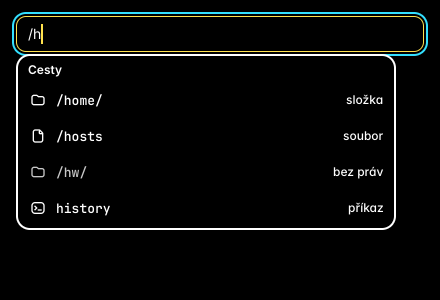 /h
Cesty
/home/ složka
/hosts soubor
/hw/ bez práv
history příkaz